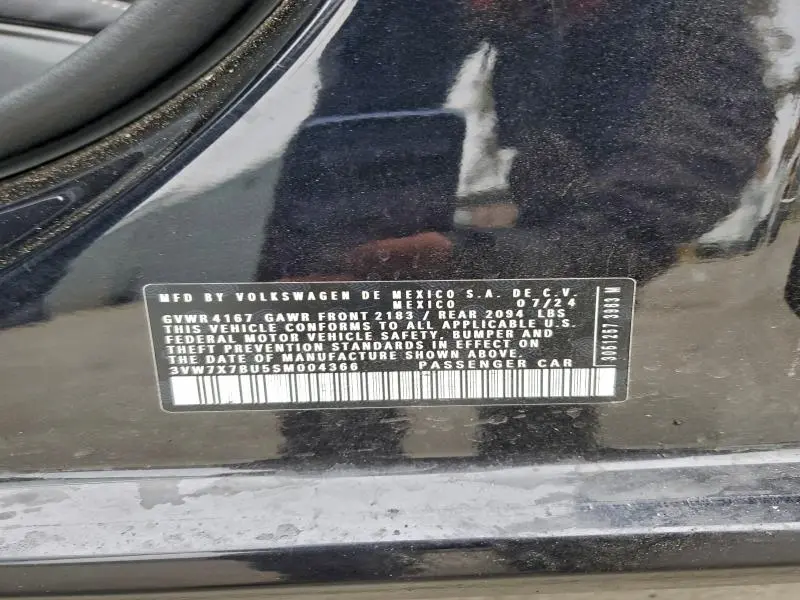 MFD BY VOLKSWAGEN DE MEXICO S.A. DE C.V.
MEXICO 07/24
GVWR 4167 GAWR FRONT 2183 / REAR 2094 LBS
THIS VEHICLE CONFORMS TO ALL APPLICABLE U.S.
FEDERAL MOTOR VEHICLE SAFETY, BUMPER AND
THEFT PREVENTION STANDARDS IN EFFECT ON
THE DATE OF MANUFACTURE SHOWN ABOVE.
3VW7X7BU5SM004366 PASSENGER CAR
3061267 3963 M